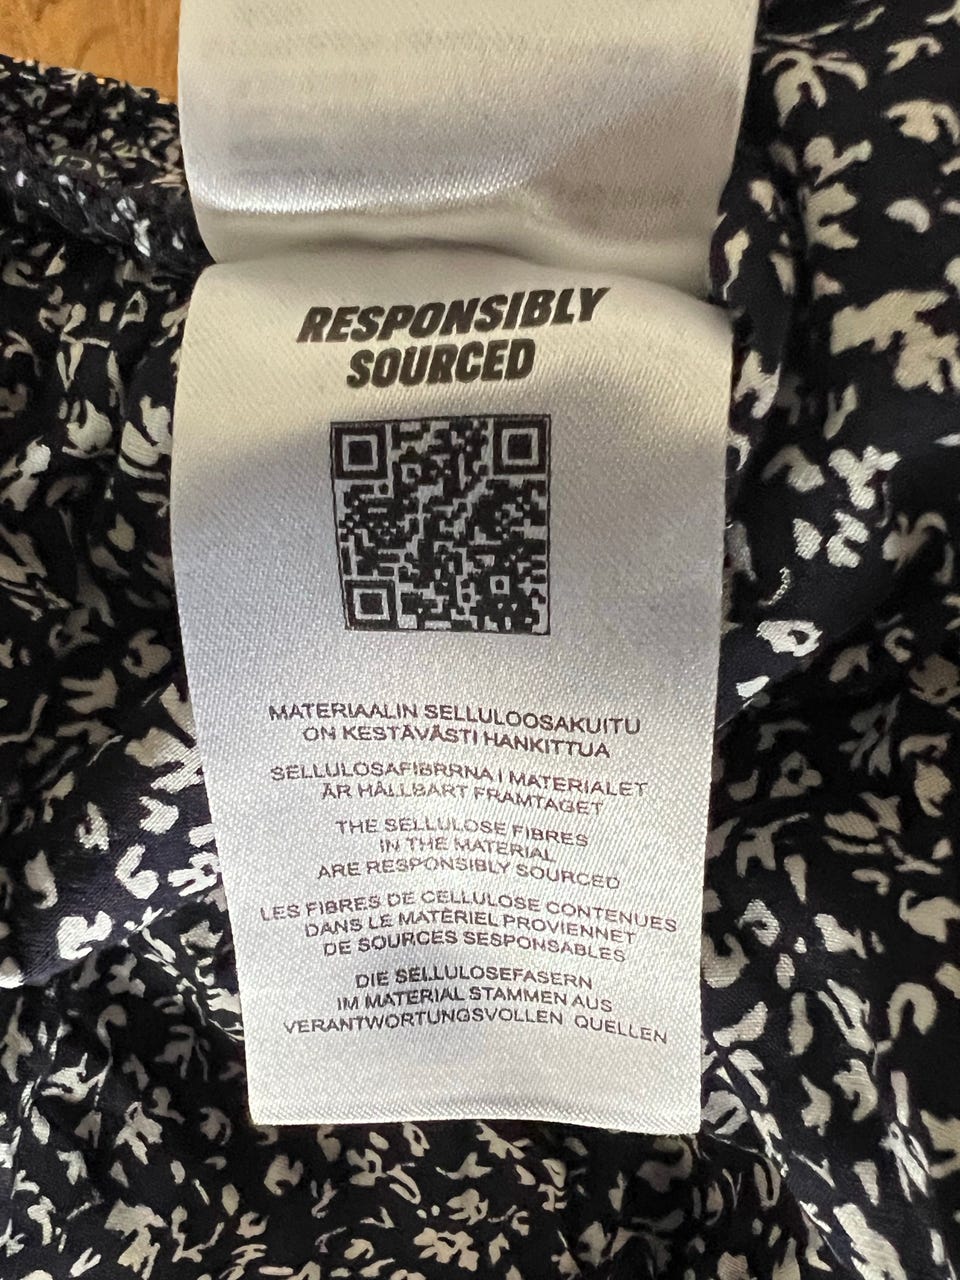 RESPONSIBLY
SOURCED
MATERIAALIN SELLULOOSAKUITU
ON KESTÄVÄSTI HANKITTUA
SELLULOSAFIBRRNA I MATERIALET
ÄR HÅLLBART FRAMTAGET
THE SELLULOSE FIBRES
IN THE MATERIAL
ARE RESPONSIBLY SOURCED
LES FIBRES DE CELLULOSE CONTENUES
DANS LE MATÈRIEL PROVIENNET
DE SOURCES SESPONSABLES
DIE SELLULOSEFASERN
IM MATERIAL STAMMEN AUS
VERANTWORTUNGSVOLLEN QUELLEN